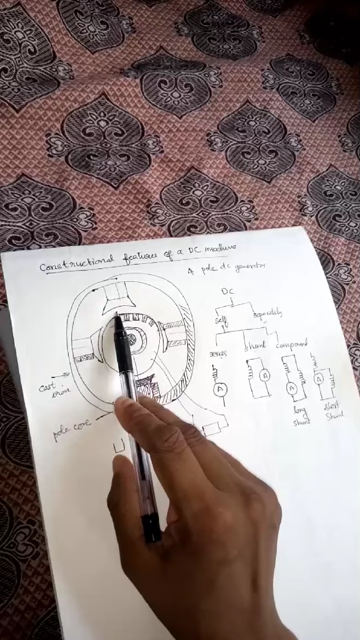 Constructional features of a DC machine
4 pole dc generator
DC
self
separately
series
shunt
compound
A
A
A
A
long
shunt
short
shunt
cast
iron
pole core